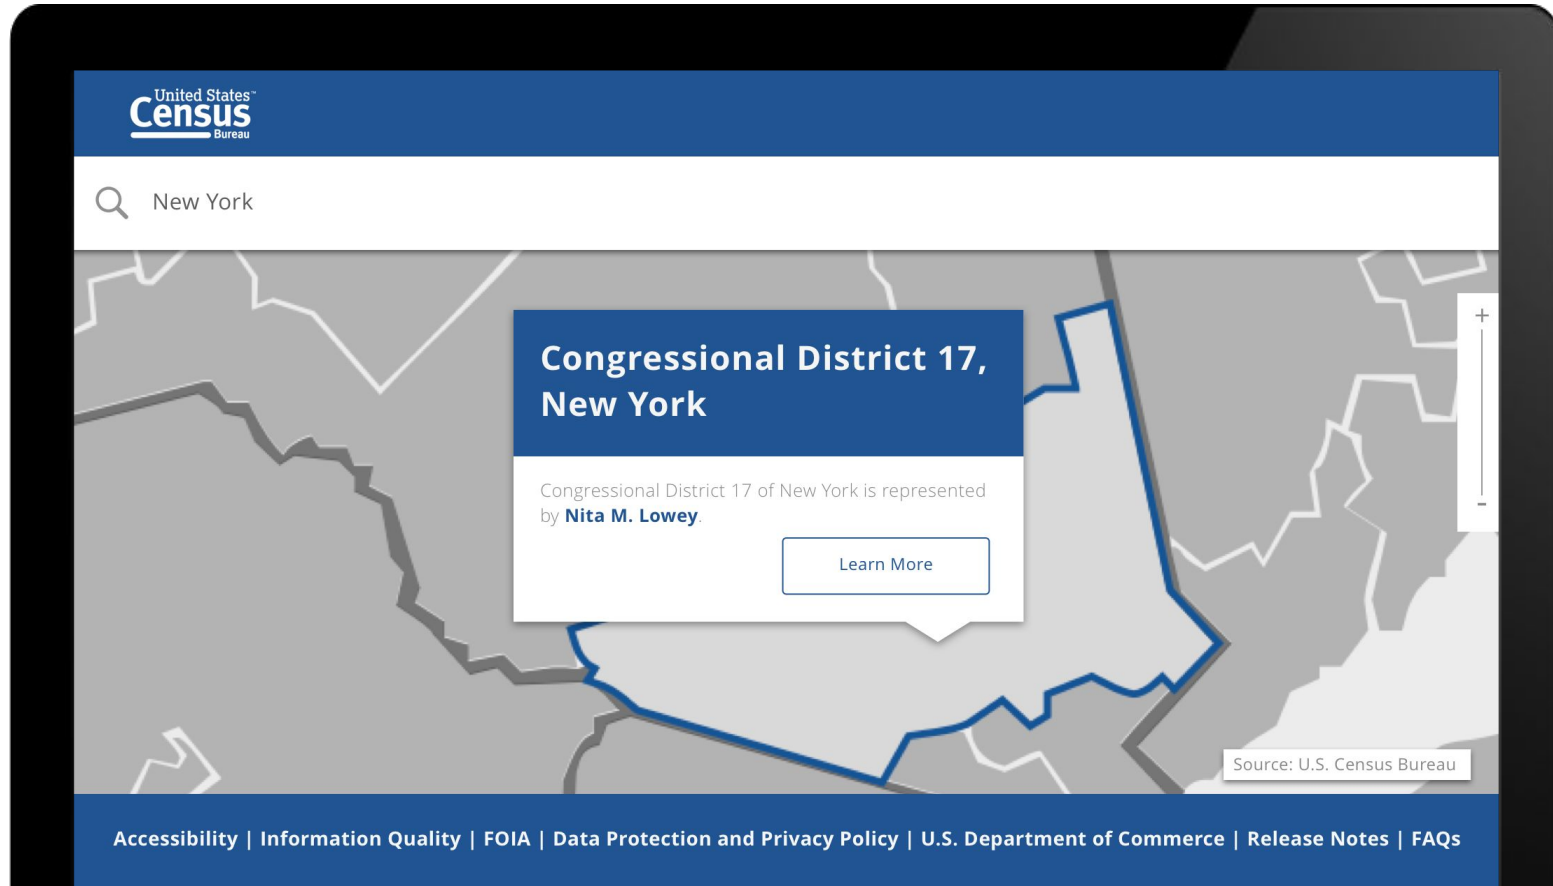 United States™
Census
Bureau
New York
Congressional District 17,
New York
Congressional District 17 of New York is represented
by Nita M. Lowey.
Learn More
+
-
Source: U.S. Census Bureau
Accessibility | Information Quality | FOIA | Data Protection and Privacy Policy | U.S. Department of Commerce | Release Notes | FAQs